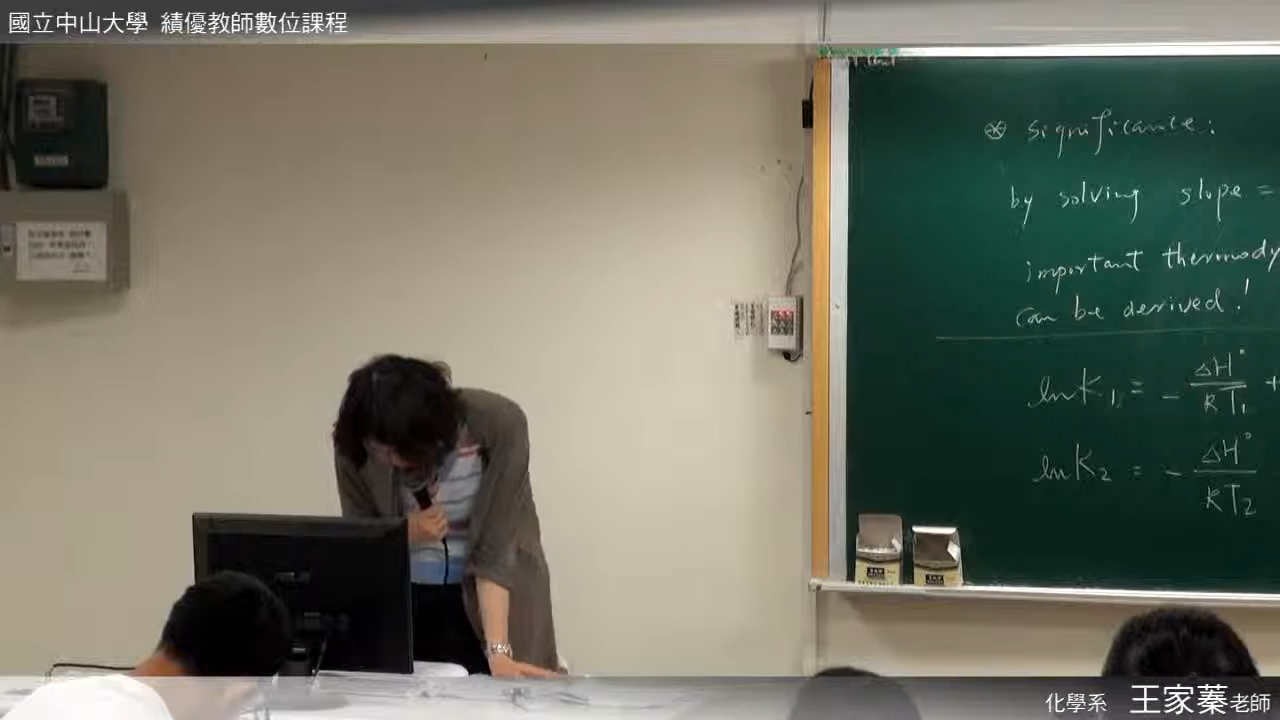 國立中山大學 績優教師數位課程
⊛ significance:
by solving slope =
important thermody
can be derived!
lnK₁ = - ΔH°/RT₁ +
lnK₂ = - ΔH°/RT₂
化學系 王家蓁老師